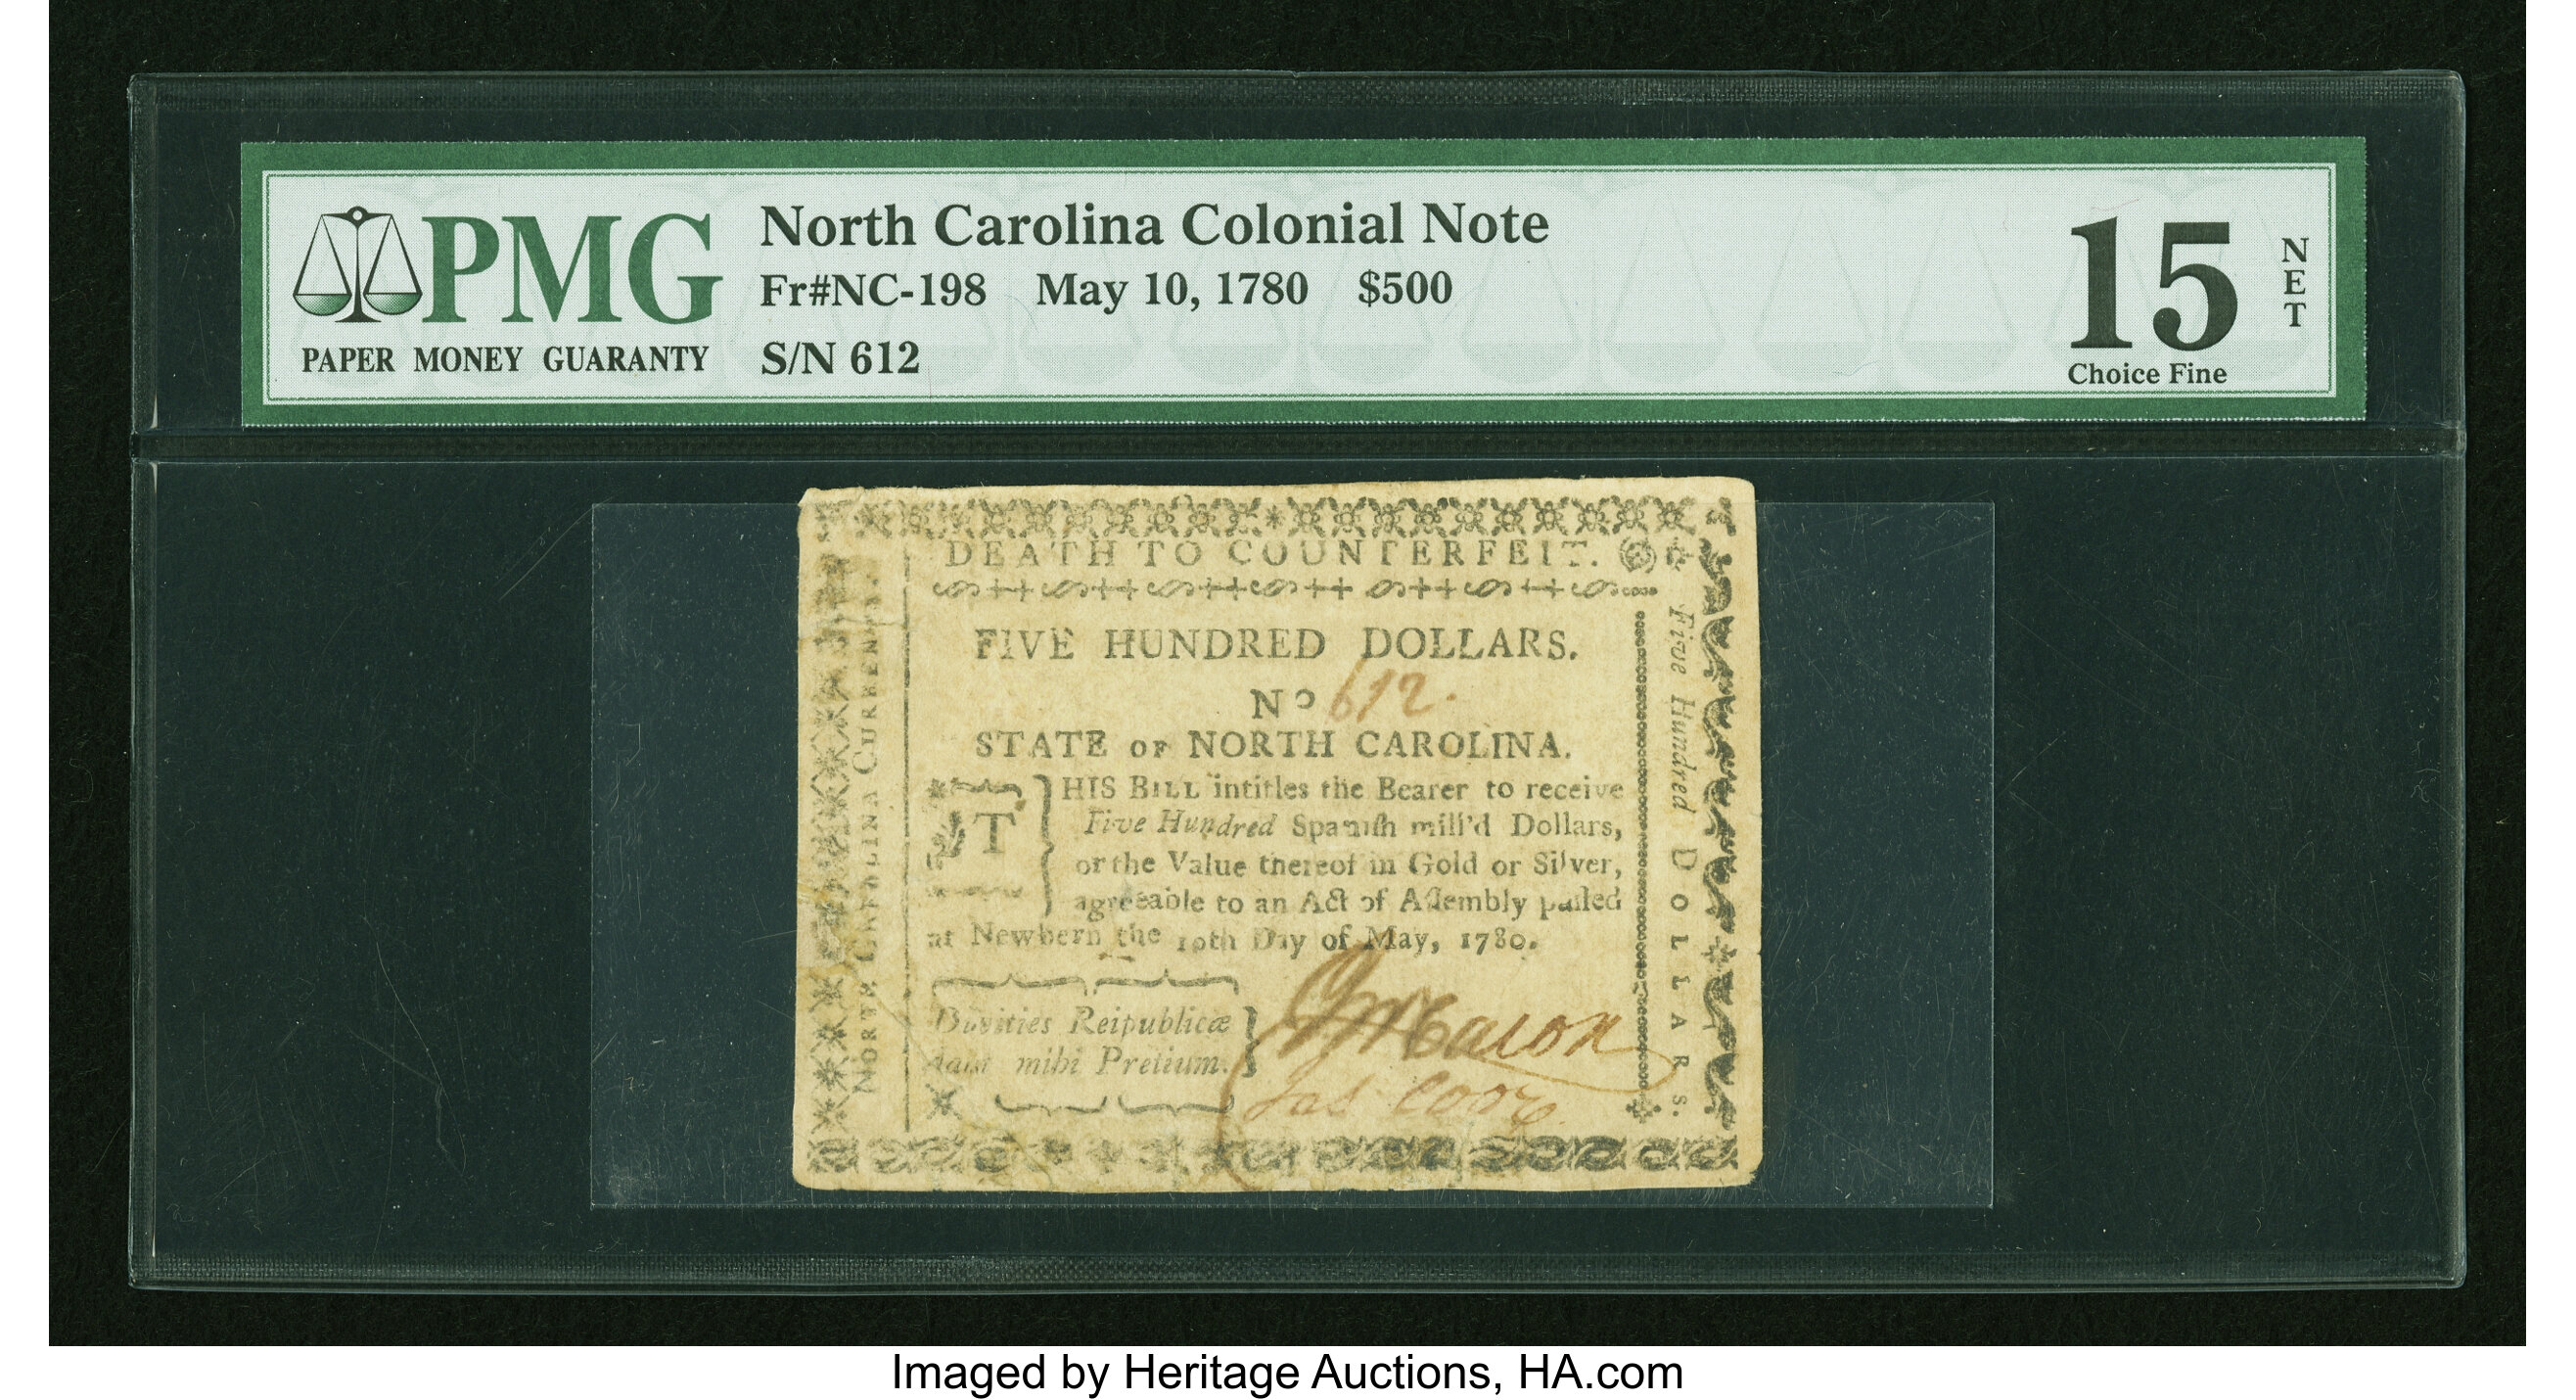 PMG
PAPER MONEY GUARANTY
North Carolina Colonial Note
Fr#NC-198 May 10, 1780 $500
S/N 612
15
NET
Choice Fine
DEATH TO COUNTERFEIT.
FIVE HUNDRED DOLLARS.
No 612.
STATE OF NORTH CAROLINA.
THIS BILL intitles the Bearer to receive
Five Hundred Spanish mill'd Dollars,
or the Value thereof in Gold or Silver,
agreeable to an Act of Assembly passed
at Newbern the 10th Day of May, 1780.
Divities Reipublicæ
mihi Pretium.
NORTH CAROLINA CURRENCY.
Five Hundred DOLLARS.
Imaged by Heritage Auctions, HA.com